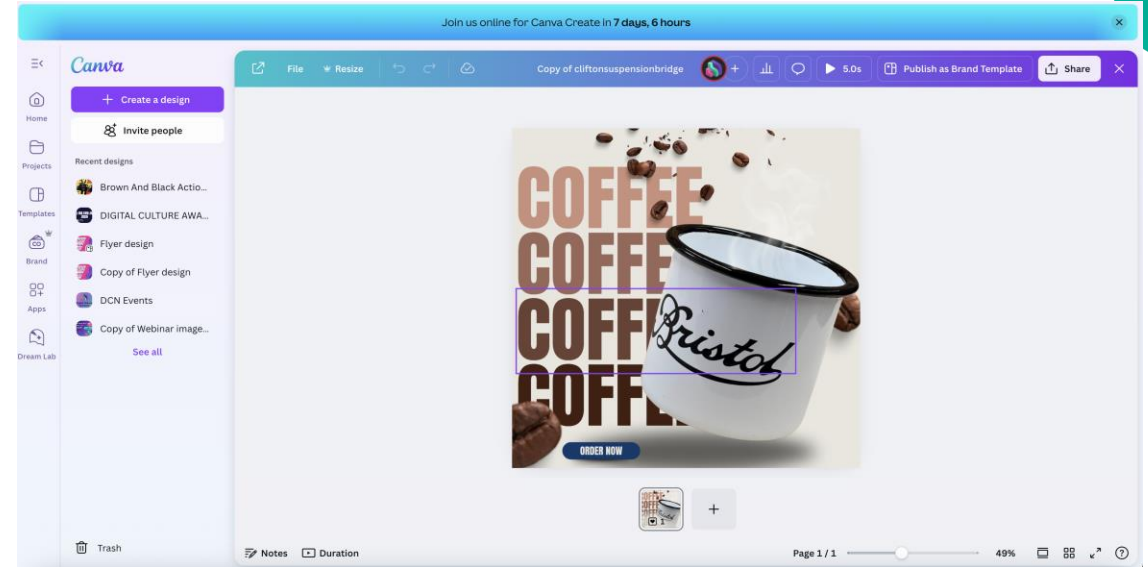 Join us online for Canva Create in 7 days, 6 hours
Canva
File
Resize
Copy of cliftonsuspensionbridge
5.0s
Publish as Brand Template
Share
Home
Projects
Templates
Brand
Apps
Dream Lab
Create a design
Invite people
Recent designs
Brown And Black Actio...
DIGITAL CULTURE AWA...
Flyer design
Copy of Flyer design
DCN Events
Copy of Webinar image...
See all
Trash
COFFEE
COFFE
COFF
COFFE
Bristol
ORDER NOW
1
Notes
Duration
Page 1 / 1
49%